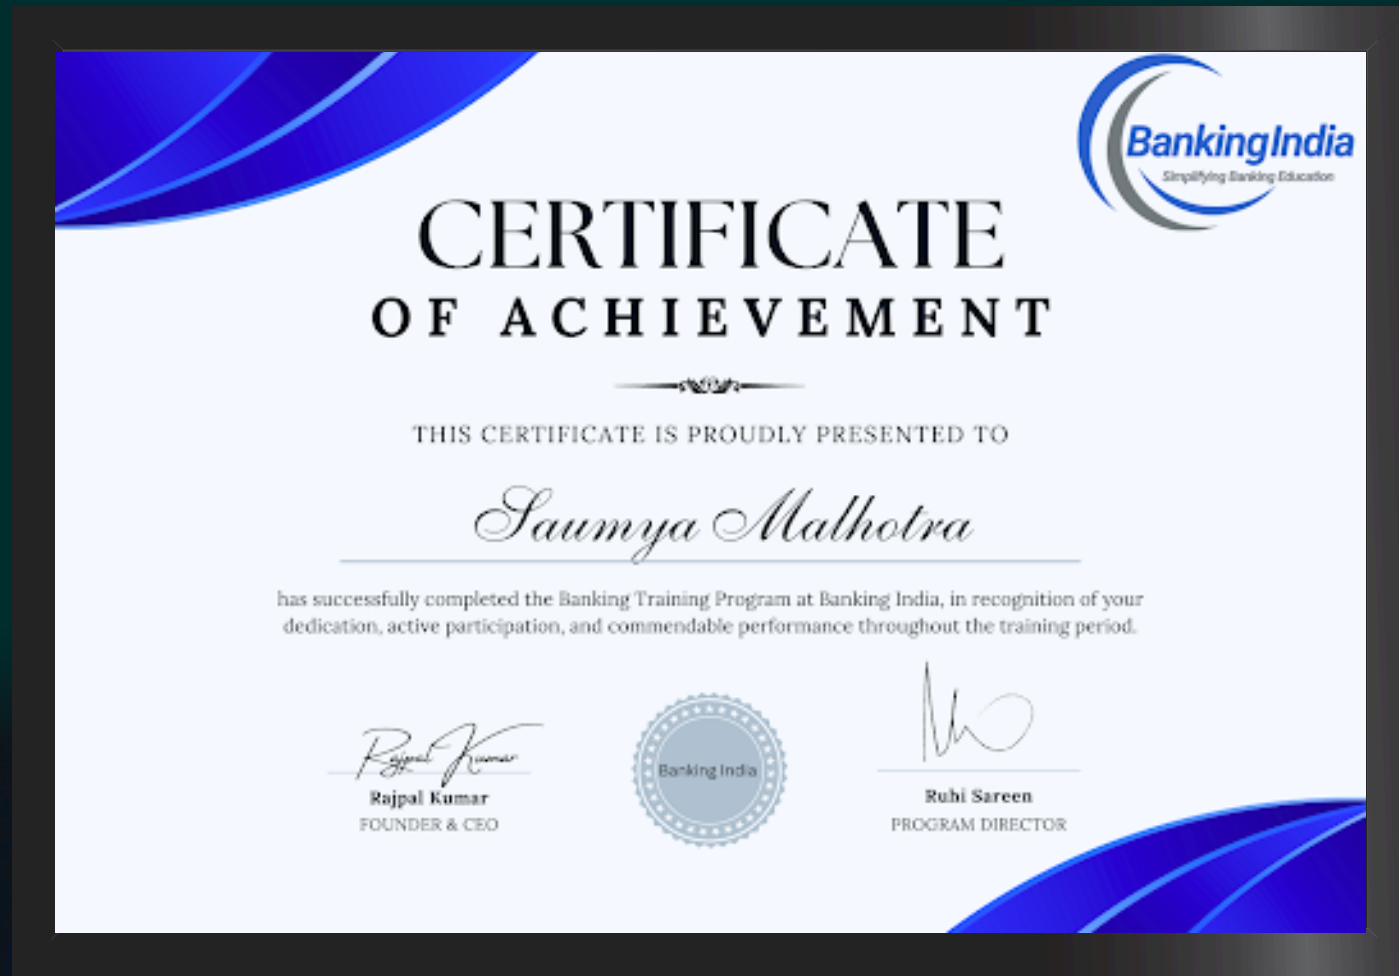 BankingIndia
Simplifying Banking Education
CERTIFICATE
OF ACHIEVEMENT
THIS CERTIFICATE IS PROUDLY PRESENTED TO
Saumya Malhotra
has successfully completed the Banking Training Program at Banking India, in recognition of your
dedication, active participation, and commendable performance throughout the training period.
Rajpal Kumar
Rajpal Kumar
FOUNDER & CEO
Banking India
Ruhi Sareen
PROGRAM DIRECTOR